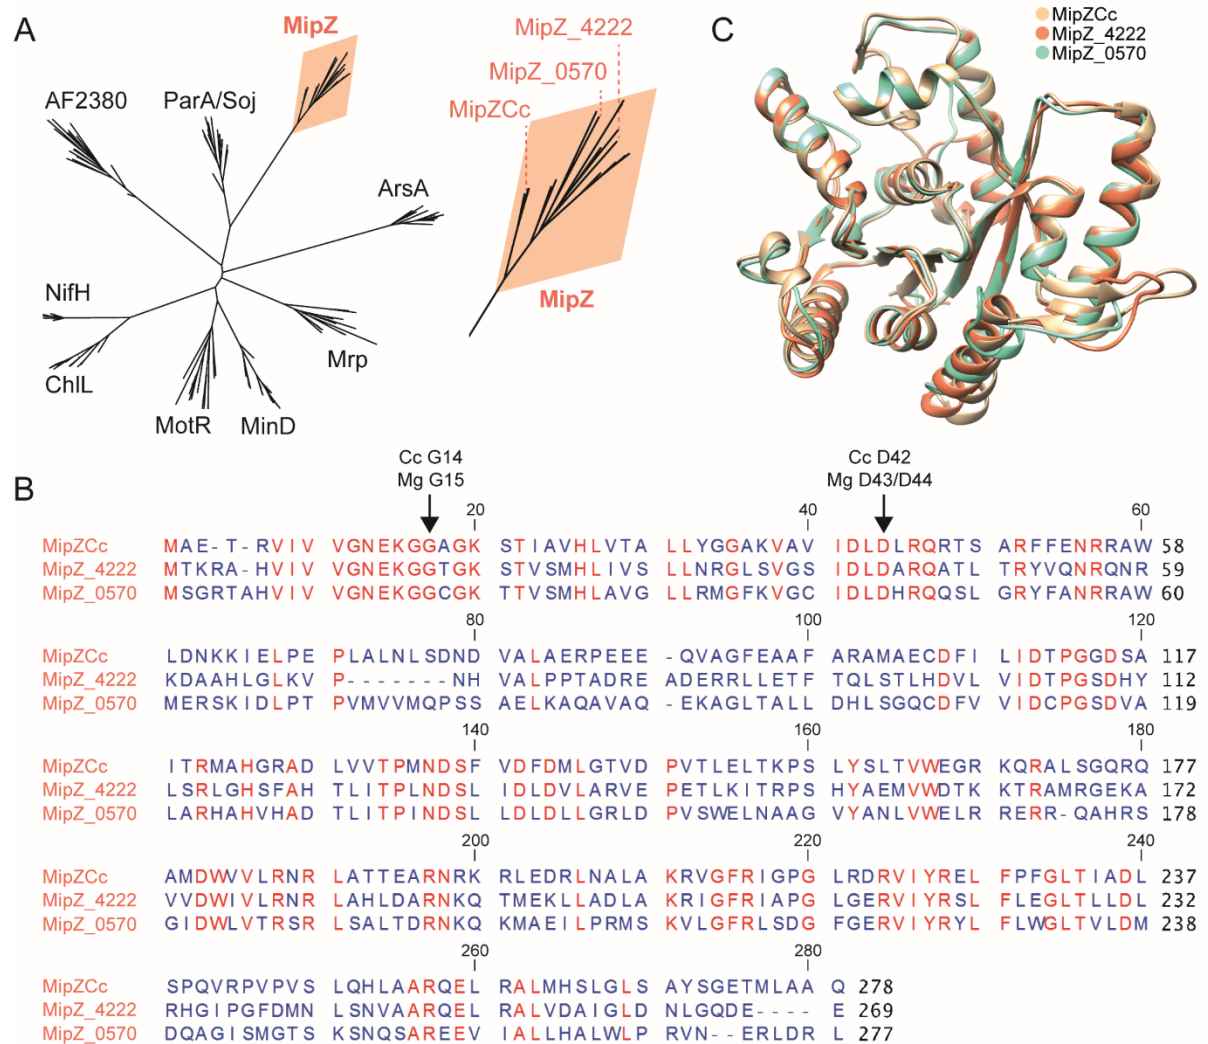 A
MipZ
AF2380
ParA/Soj
ArsA
NifH
ChlL
MotR
MinD
Mrp
MipZ_4222
MipZ_0570
MipZCc
MipZ
C
MipZCc
MipZ_4222
MipZ_0570
B
Cc G14
Mg G15
Cc D42
Mg D43/D44
20 40 60
MipZCc MAE-T-RVIV VGNEKGGAGK STIAVHLVTA LLYGGAKVAV IDLDLRQRTS ARFFENRRAW 58
MipZ_4222 MTKRA-HVIV VGNEKGGTGK STVSMHLIVS LLNRGLSVGS IDLDARQATL TRYVQNRQNR 59
MipZ_0570 MSGRTAHVIV VGNEKGGCGK TTVSMHLAVG LLRMGFKVGC IDLDHRQQSL GRYFANRRAW 60
80 100 120
MipZCc LDNKKIELPE PLALNLSDND VALAERPEEE -QVAGFEAAF ARAMAECDFI LIDTPGGDSA 117
MipZ_4222 KDAAHLGLKV P-------NH VALPPTADRE ADERRLLETF TQLSTLHDVL VIDTPGSDHY 112
MipZ_0570 MERSKIDLPT PVMVVMQPSS AELKAQAVAQ -EKAGLTALL DHLSGQCDFV VIDCPGSDVA 119
140 160 180
MipZCc ITRMAHGRAD LVVTPMNDSF VDFDMLGTVD PVTLELTKPS LYSLTVWEGR KQRALSGQRQ 177
MipZ_4222 LSRLGHSFAH TLITPLNDSL IDLDVLARVE PETLKITRPS HYAEMVWDTK KTRAMRGEKA 172
MipZ_0570 LARHAHVHAD TLITPINDSL LDLDLLGRLD PVSWELNAAG VYANLVWELR RERR-QAHRS 178
200 220 240
MipZCc AMDWVVLRNR LATTEARNRK RLEDRLNALA KRVGFRIGPG LRDRVIYREL FPFGLTIADL 237
MipZ_4222 VVDWIVLRNR LAHLDARNKQ TMEKLLADLA KRIGFRIAPG LGERVIYRSL FLEGLTLLDL 232
MipZ_0570 GIDWLVTRSR LSALTDRNKQ KMAEILPRMS KVLGFRLSDG FGERVIYRYL FLWGLTVLDM 238
260 280
MipZCc SPQVRPVPVS LQHLAARQEL RALMHSLGLS AYSGETMLAA Q 278
MipZ_4222 RHGIPGFDMN LSNVAARQEL RALVDAIGLD NLGQDE---- E 269
MipZ_0570 DQAGISMGTS KSNQSAREEV IALLHALWLP RVN--ERLDR L 277